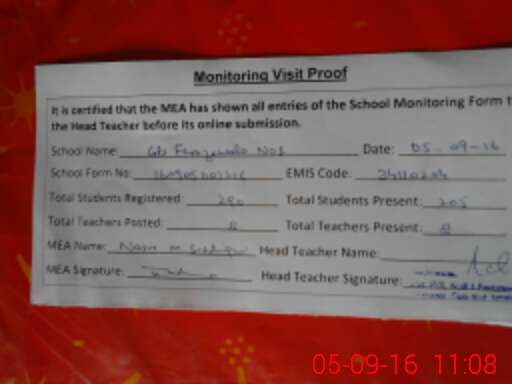 Monitoring Visit Proof
It is certified that the MEA has shown all entries of the School Monitoring Form t
the Head Teacher before its online submission.
School Name: No1 Date: 05-09-16
School Form No: EMIS Code:
Total Students Registered: 280 Total Students Present: 205
Total Teachers Posted: 8 Total Teachers Present: 8
MEA Name: Head Teacher Name:
MEA Signature: Head Teacher Signature:
05-09-16 11:08